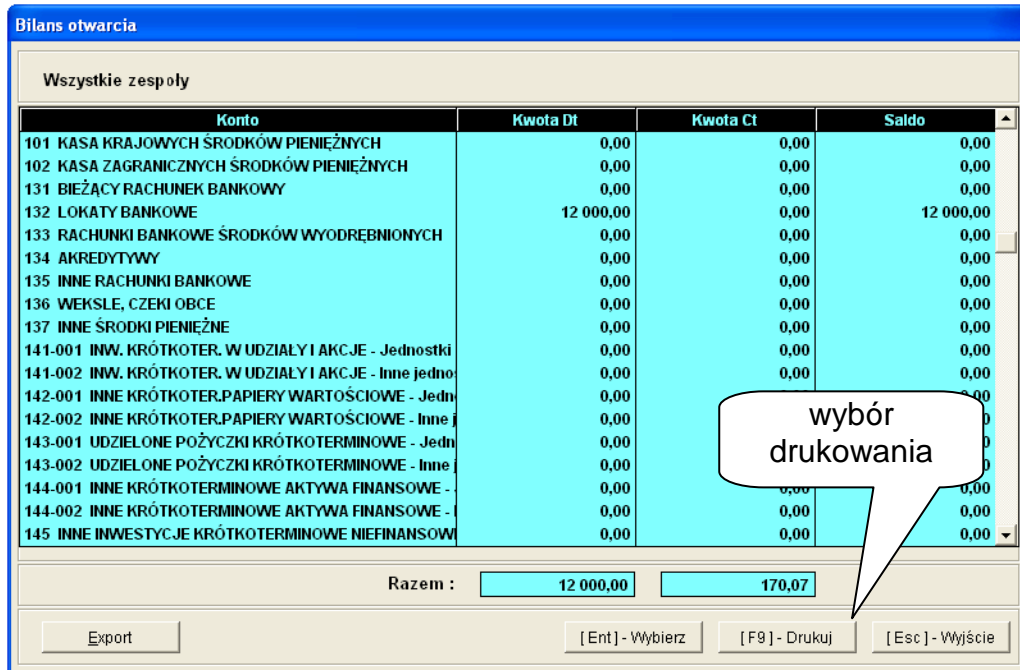 Bilans otwarcia
Wszystkie zespoły
Konto Kwota Dt Kwota Ct Saldo
101 KASA KRAJOWYCH ŚRODKÓW PIENIĘŻNYCH 0,00 0,00 0,00
102 KASA ZAGRANICZNYCH ŚRODKÓW PIENIĘŻNYCH 0,00 0,00 0,00
131 BIEŻĄCY RACHUNEK BANKOWY 0,00 0,00 0,00
132 LOKATY BANKOWE 12 000,00 0,00 12 000,00
133 RACHUNKI BANKOWE ŚRODKÓW WYODRĘBNIONYCH 0,00 0,00 0,00
134 AKREDYTYWY 0,00 0,00 0,00
135 INNE RACHUNKI BANKOWE 0,00 0,00 0,00
136 WEKSLE, CZEKI OBCE 0,00 0,00 0,00
137 INNE ŚRODKI PIENIĘŻNE 0,00 0,00 0,00
141-001 INW. KRÓTKOTER. W UDZIAŁY I AKCJE - Jednostki 0,00 0,00 0,00
141-002 INW. KRÓTKOTER. W UDZIAŁY I AKCJE - Inne jedno 0,00 0,00 0,00
142-001 INNE KRÓTKOTER.PAPIERY WARTOŚCIOWE - Jedn 0,00 0,00
142-002 INNE KRÓTKOTER.PAPIERY WARTOŚCIOWE - Inne j 0,00
143-001 UDZIELONE POŻYCZKI KRÓTKOTERMINOWE - Jedn 0,00
143-002 UDZIELONE POŻYCZKI KRÓTKOTERMINOWE - Inne j 0,00
144-001 INNE KRÓTKOTERMINOWE AKTYWA FINANSOWE - 0,00 0,00 0,00
144-002 INNE KRÓTKOTERMINOWE AKTYWA FINANSOWE - 0,00 0,00 0,00
145 INNE INWESTYCJE KRÓTKOTERMINOWE NIEFINANSOW 0,00 0,00 0,00
wybór
drukowania
Razem : 12 000,00 170,07
Export [Ent] - Wybierz [F9] - Drukuj [Esc] - Wyjście